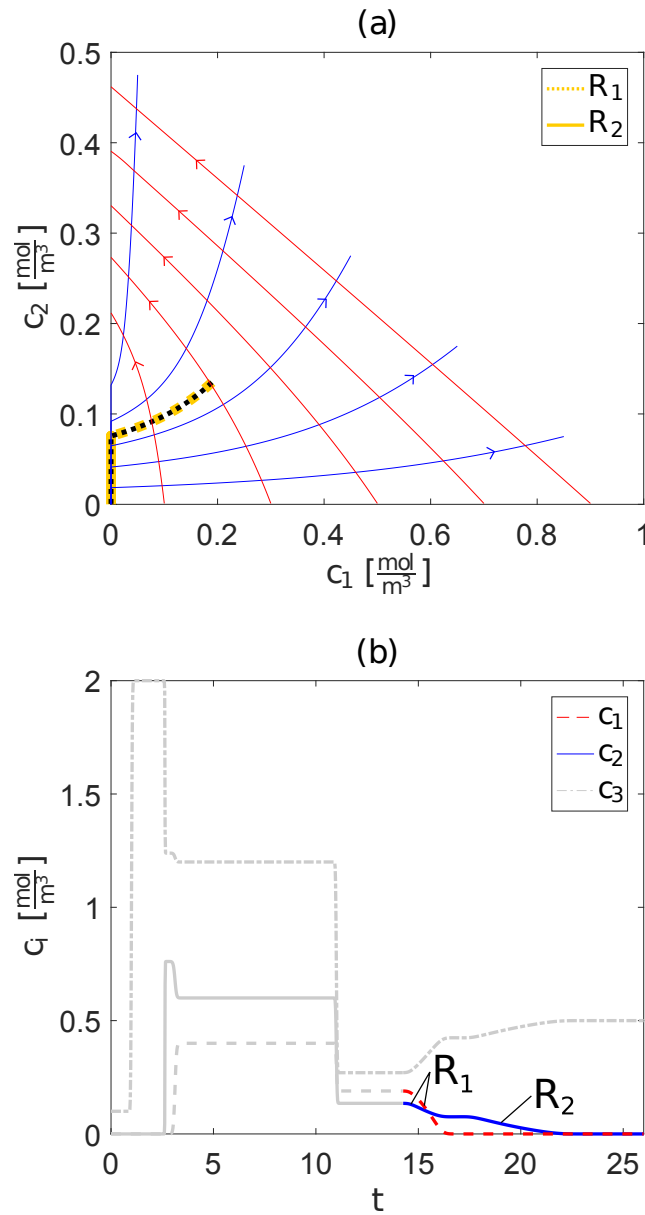 (a)
0.5
0.4
0.3
0.2
0.1
0
c₂ [mol/m³]
R₁
R₂
0 0.2 0.4 0.6 0.8 1
c₁ [mol/m³]
(b)
2
1.5
1
0.5
0
cᵢ [mol/m³]
c₁
c₂
c₃
R₁
R₂
0 5 10 15 20 25
t